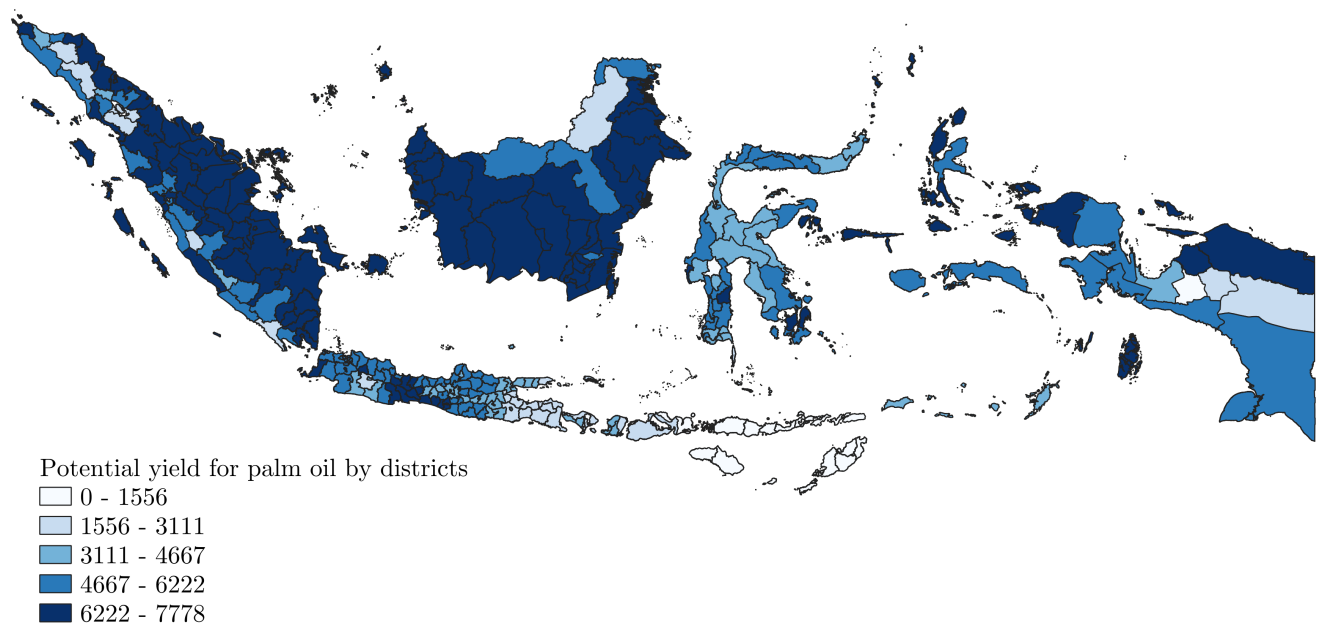 Potential yield for palm oil by districts
0 - 1556
1556 - 3111
3111 - 4667
4667 - 6222
6222 - 7778